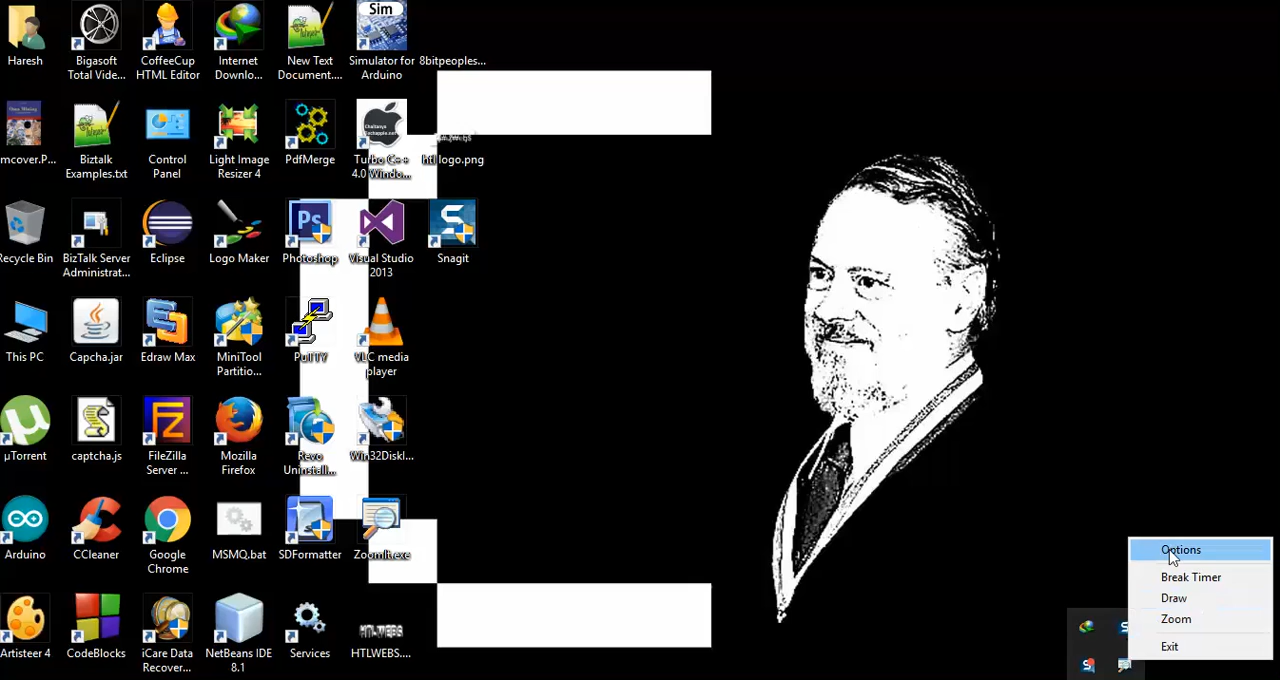 Haresh
Bigasoft
Total Vide...
CoffeeCup
HTML Editor
Internet
Downlo...
New Text
Document....
Sim
Simulator for
Arduino
8bitpeoples....
mcover.P...
Biztalk
Examples.txt
Control
Panel
Light Image
Resizer 4
PdfMerge
Turbo C++
4.0 Windo...
htl logo.png
Recycle Bin
BizTalk Server
Administrat...
Eclipse
Logo Maker
Ps
Photoshop
Visual Studio
2013
S
Snagit
This PC
Capcha.jar
Edraw Max
MiniTool
Partitio...
PuTTY
VLC media
player
µTorrent
captcha.js
FZ
FileZilla
Server ...
Mozilla
Firefox
Revo
Uninstall...
Win32DiskI...
Arduino
CCleaner
Google
Chrome
MSMQ.bat
SDFormatter
ZoomIt.exe
Artisteer 4
CodeBlocks
iCare Data
Recover...
NetBeans IDE
8.1
Services
HTLWEBS
HTLWEBS....
Options
Break Timer
Draw
Zoom
Exit